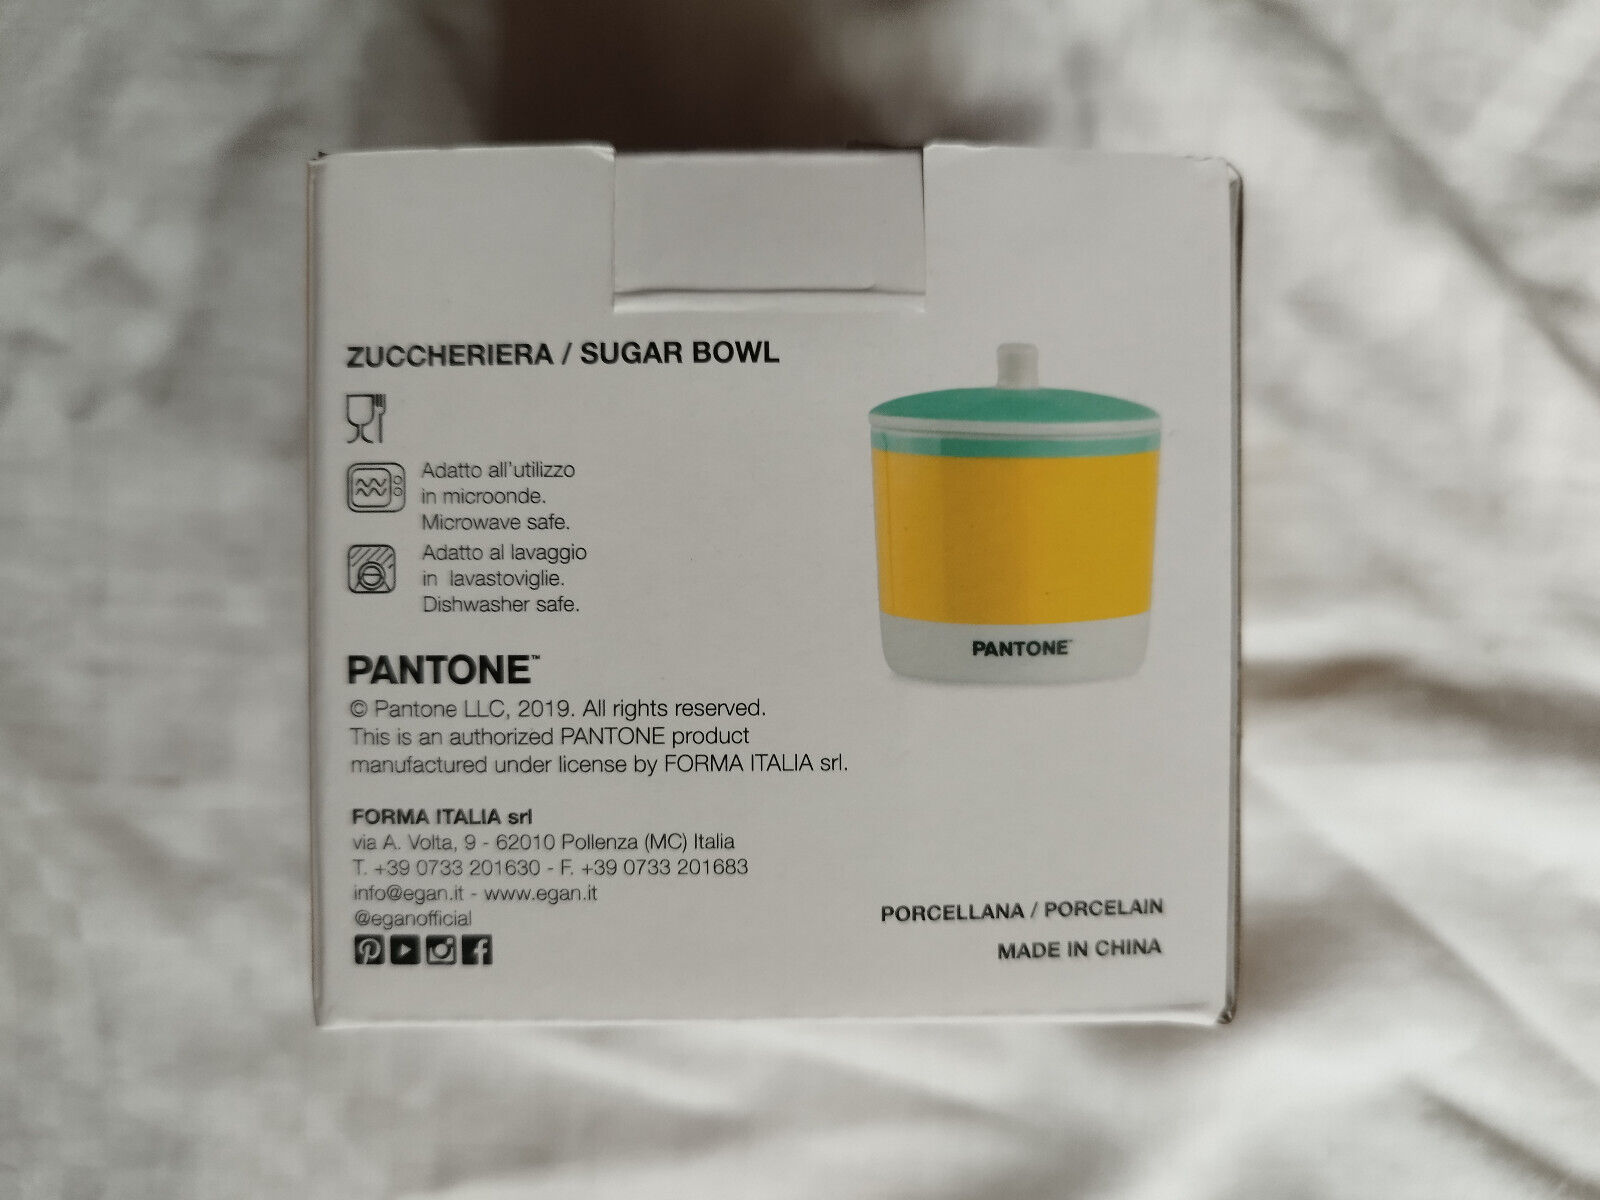 ZUCCHERIERA / SUGAR BOWL
Adatto all'utilizzo
in microonde.
Microwave safe.
Adatto al lavaggio
in lavastoviglie.
Dishwasher safe.
PANTONE™
PANTONE™
© Pantone LLC, 2019. All rights reserved.
This is an authorized PANTONE product
manufactured under license by FORMA ITALIA srl.
FORMA ITALIA srl
via A. Volta, 9 - 62010 Pollenza (MC) Italia
T. +39 0733 201630 - F. +39 0733 201683
info@egan.it - www.egan.it
@eganofficial
PORCELLANA / PORCELAIN
MADE IN CHINA